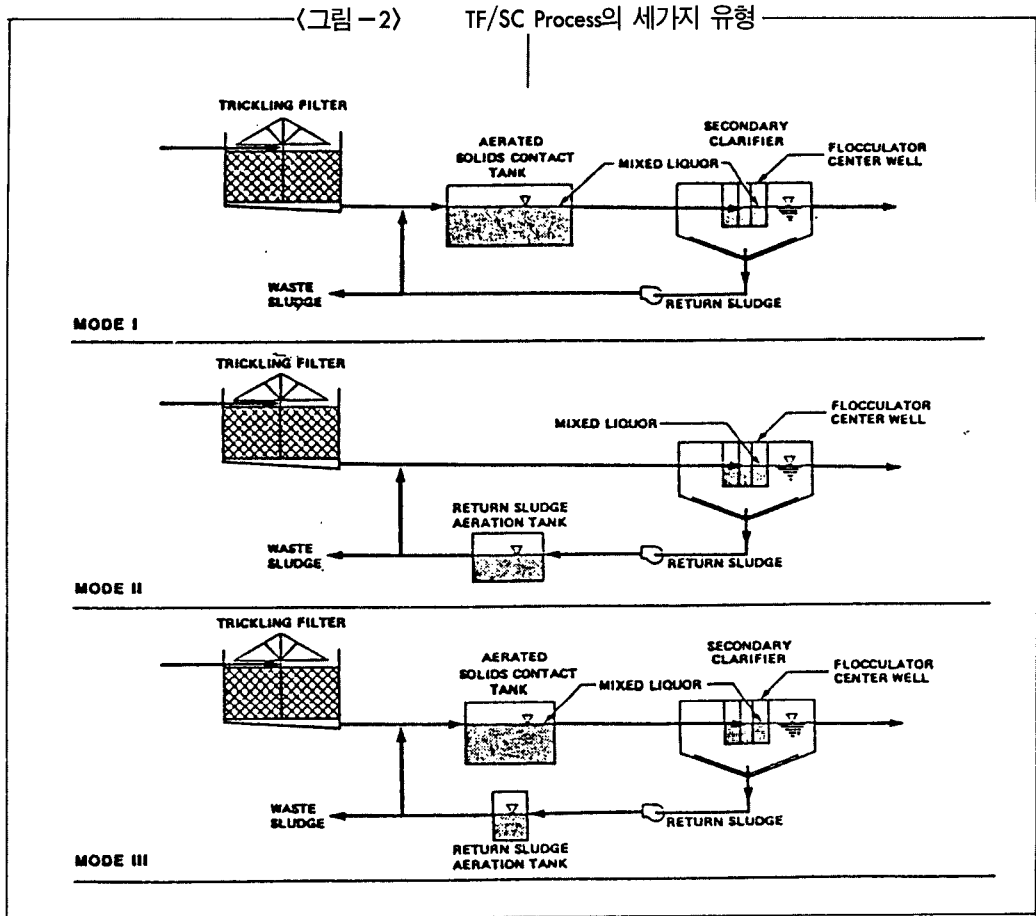 〈그림-2〉 TF/SC Process의 세가지 유형
TRICKLING FILTER
AERATED
SOLIDS CONTACT
TANK
MIXED LIQUOR
SECONDARY
CLARIFIER
FLOCCULATOR
CENTER WELL
WASTE
SLUDGE
RETURN SLUDGE
MODE I
TRICKLING FILTER
MIXED LIQUOR
FLOCCULATOR
CENTER WELL
RETURN SLUDGE
AERATION TANK
WASTE
SLUDGE
RETURN SLUDGE
MODE II
TRICKLING FILTER
AERATED
SOLIDS CONTACT
TANK
MIXED LIQUOR
SECONDARY
CLARIFIER
FLOCCULATOR
CENTER WELL
WASTE
SLUDGE
RETURN SLUDGE
RETURN SLUDGE
AERATION TANK
MODE III